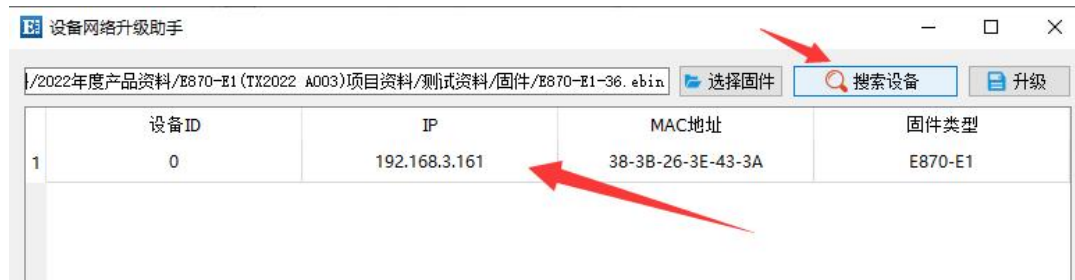 设备网络升级助手
/2022年度产品资料/E870-E1(TX2022 A003)项目资料/测试资料/固件/E870-E1-36.ebin 选择固件 搜索设备 升级
设备ID IP MAC地址 固件类型
1 0 192.168.3.161 38-3B-26-3E-43-3A E870-E1